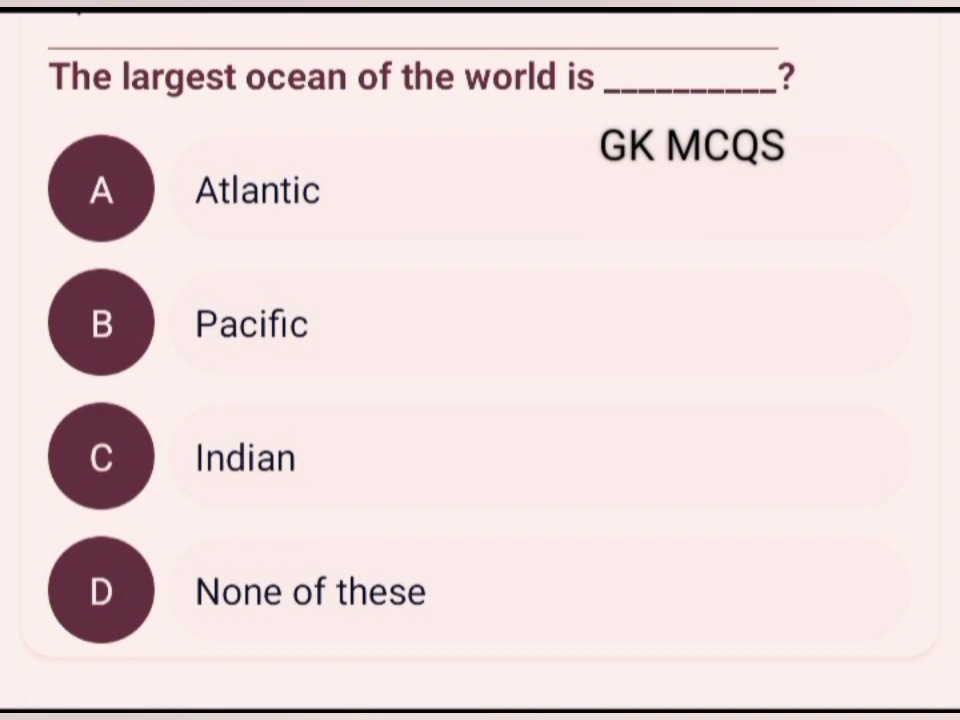 The largest ocean of the world is __________?
GK MCQS
A Atlantic
B Pacific
C Indian
D None of these